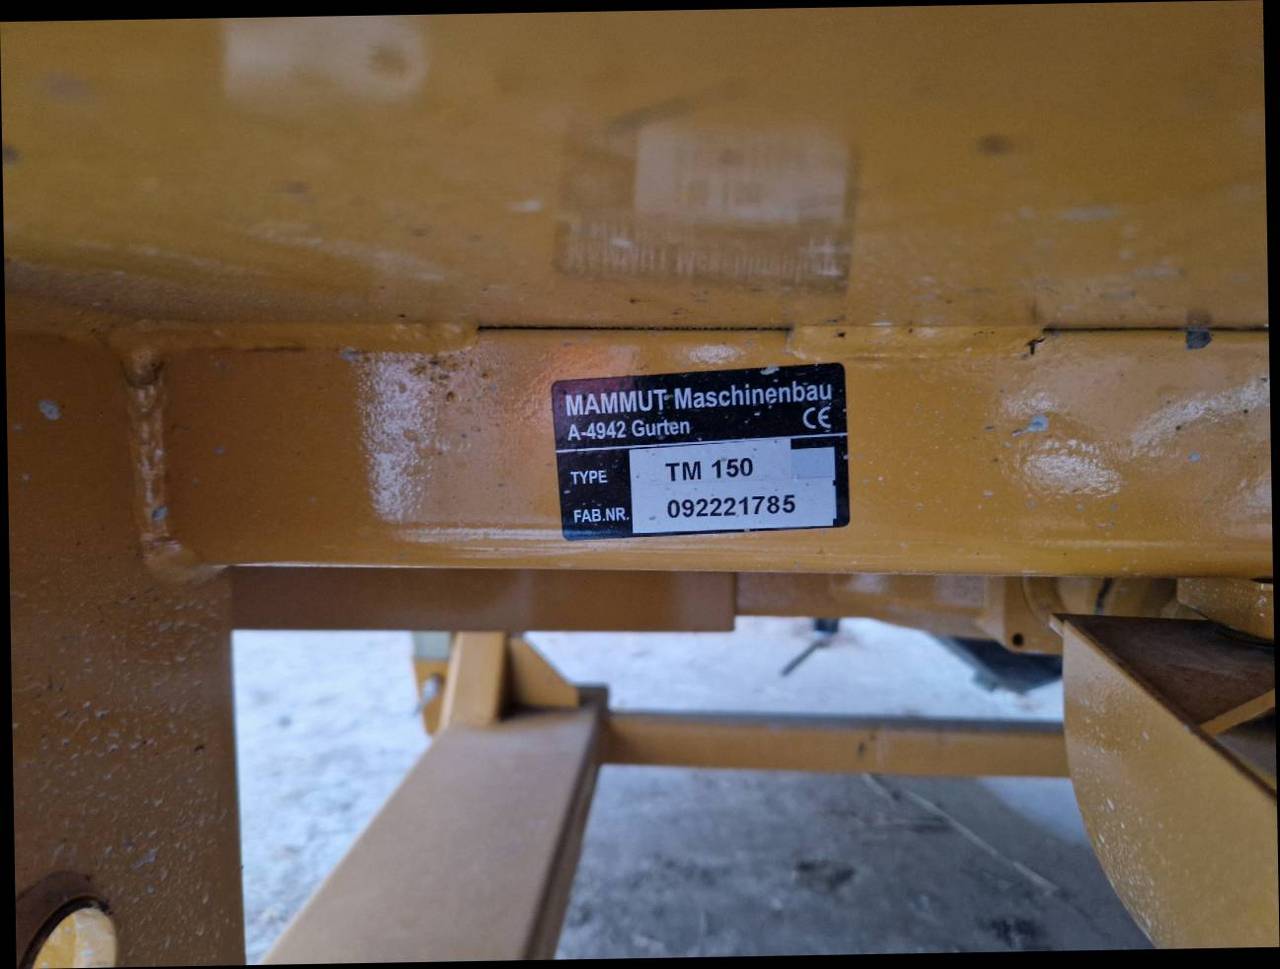 MAMMUT Maschinenbau
A-4942 Gurten CE
TYPE TM 150
FAB.NR. 092221785